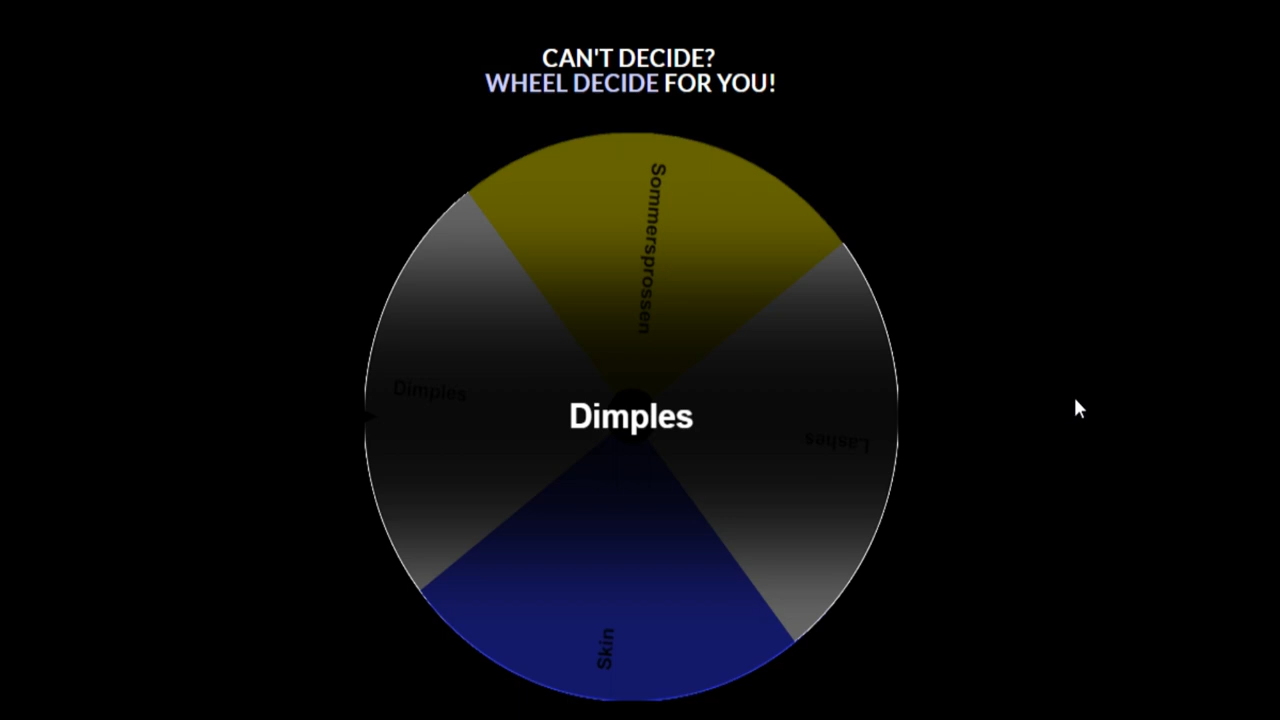 CAN'T DECIDE?
WHEEL DECIDE FOR YOU!
Sommersprossen
Dimples
Dimples
Lashes
Skin